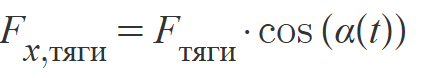 F_{x,тяги} = F_{тяги} · cos (α(t))